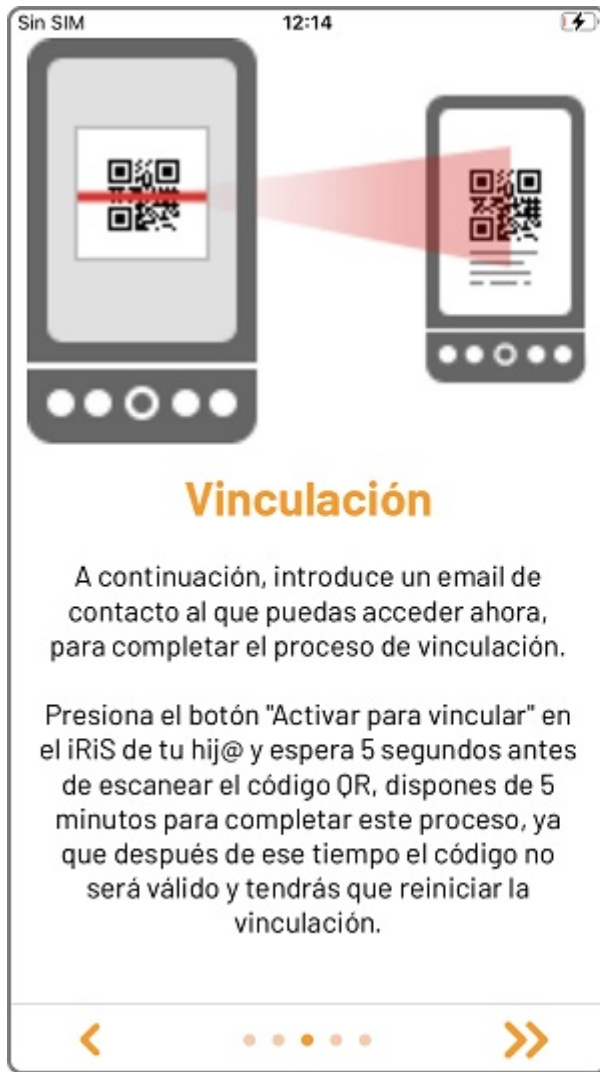 Sin SIM 12:14
Vinculación
A continuación, introduce un email de
contacto al que puedas acceder ahora,
para completar el proceso de vinculación.
Presiona el botón "Activar para vincular" en
el iRiS de tu hij@ y espera 5 segundos antes
de escanear el código QR, dispones de 5
minutos para completar este proceso, ya
que después de ese tiempo el código no
será válido y tendrás que reiniciar la
vinculación.